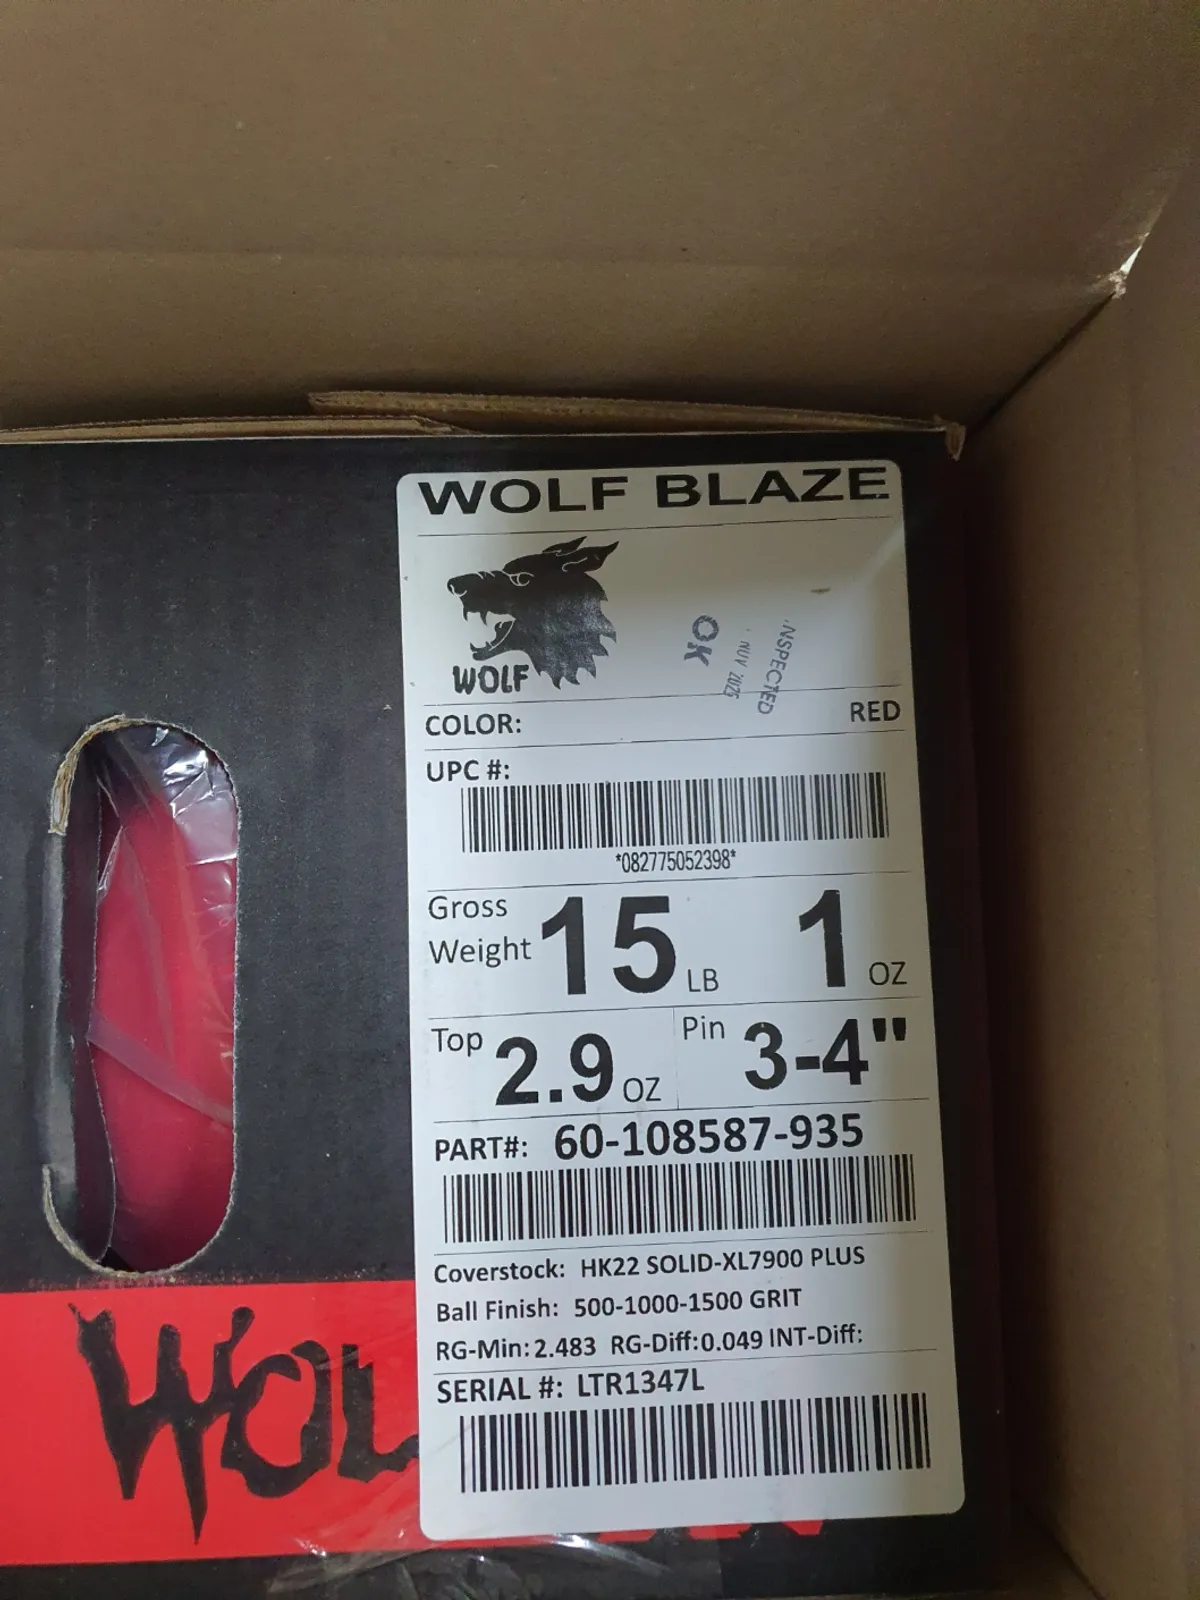 WOLF BLAZE
WOLF
OK
NOV 2025
INSPECTED
COLOR: RED
UPC #:
*082775052398*
Gross Weight 15 LB 1 OZ
Top 2.9 OZ Pin 3-4"
PART#: 60-108587-935
Coverstock: HK22 SOLID-XL7900 PLUS
Ball Finish: 500-1000-1500 GRIT
RG-Min: 2.483 RG-Diff: 0.049 INT-Diff:
SERIAL #: LTR1347L
WOL